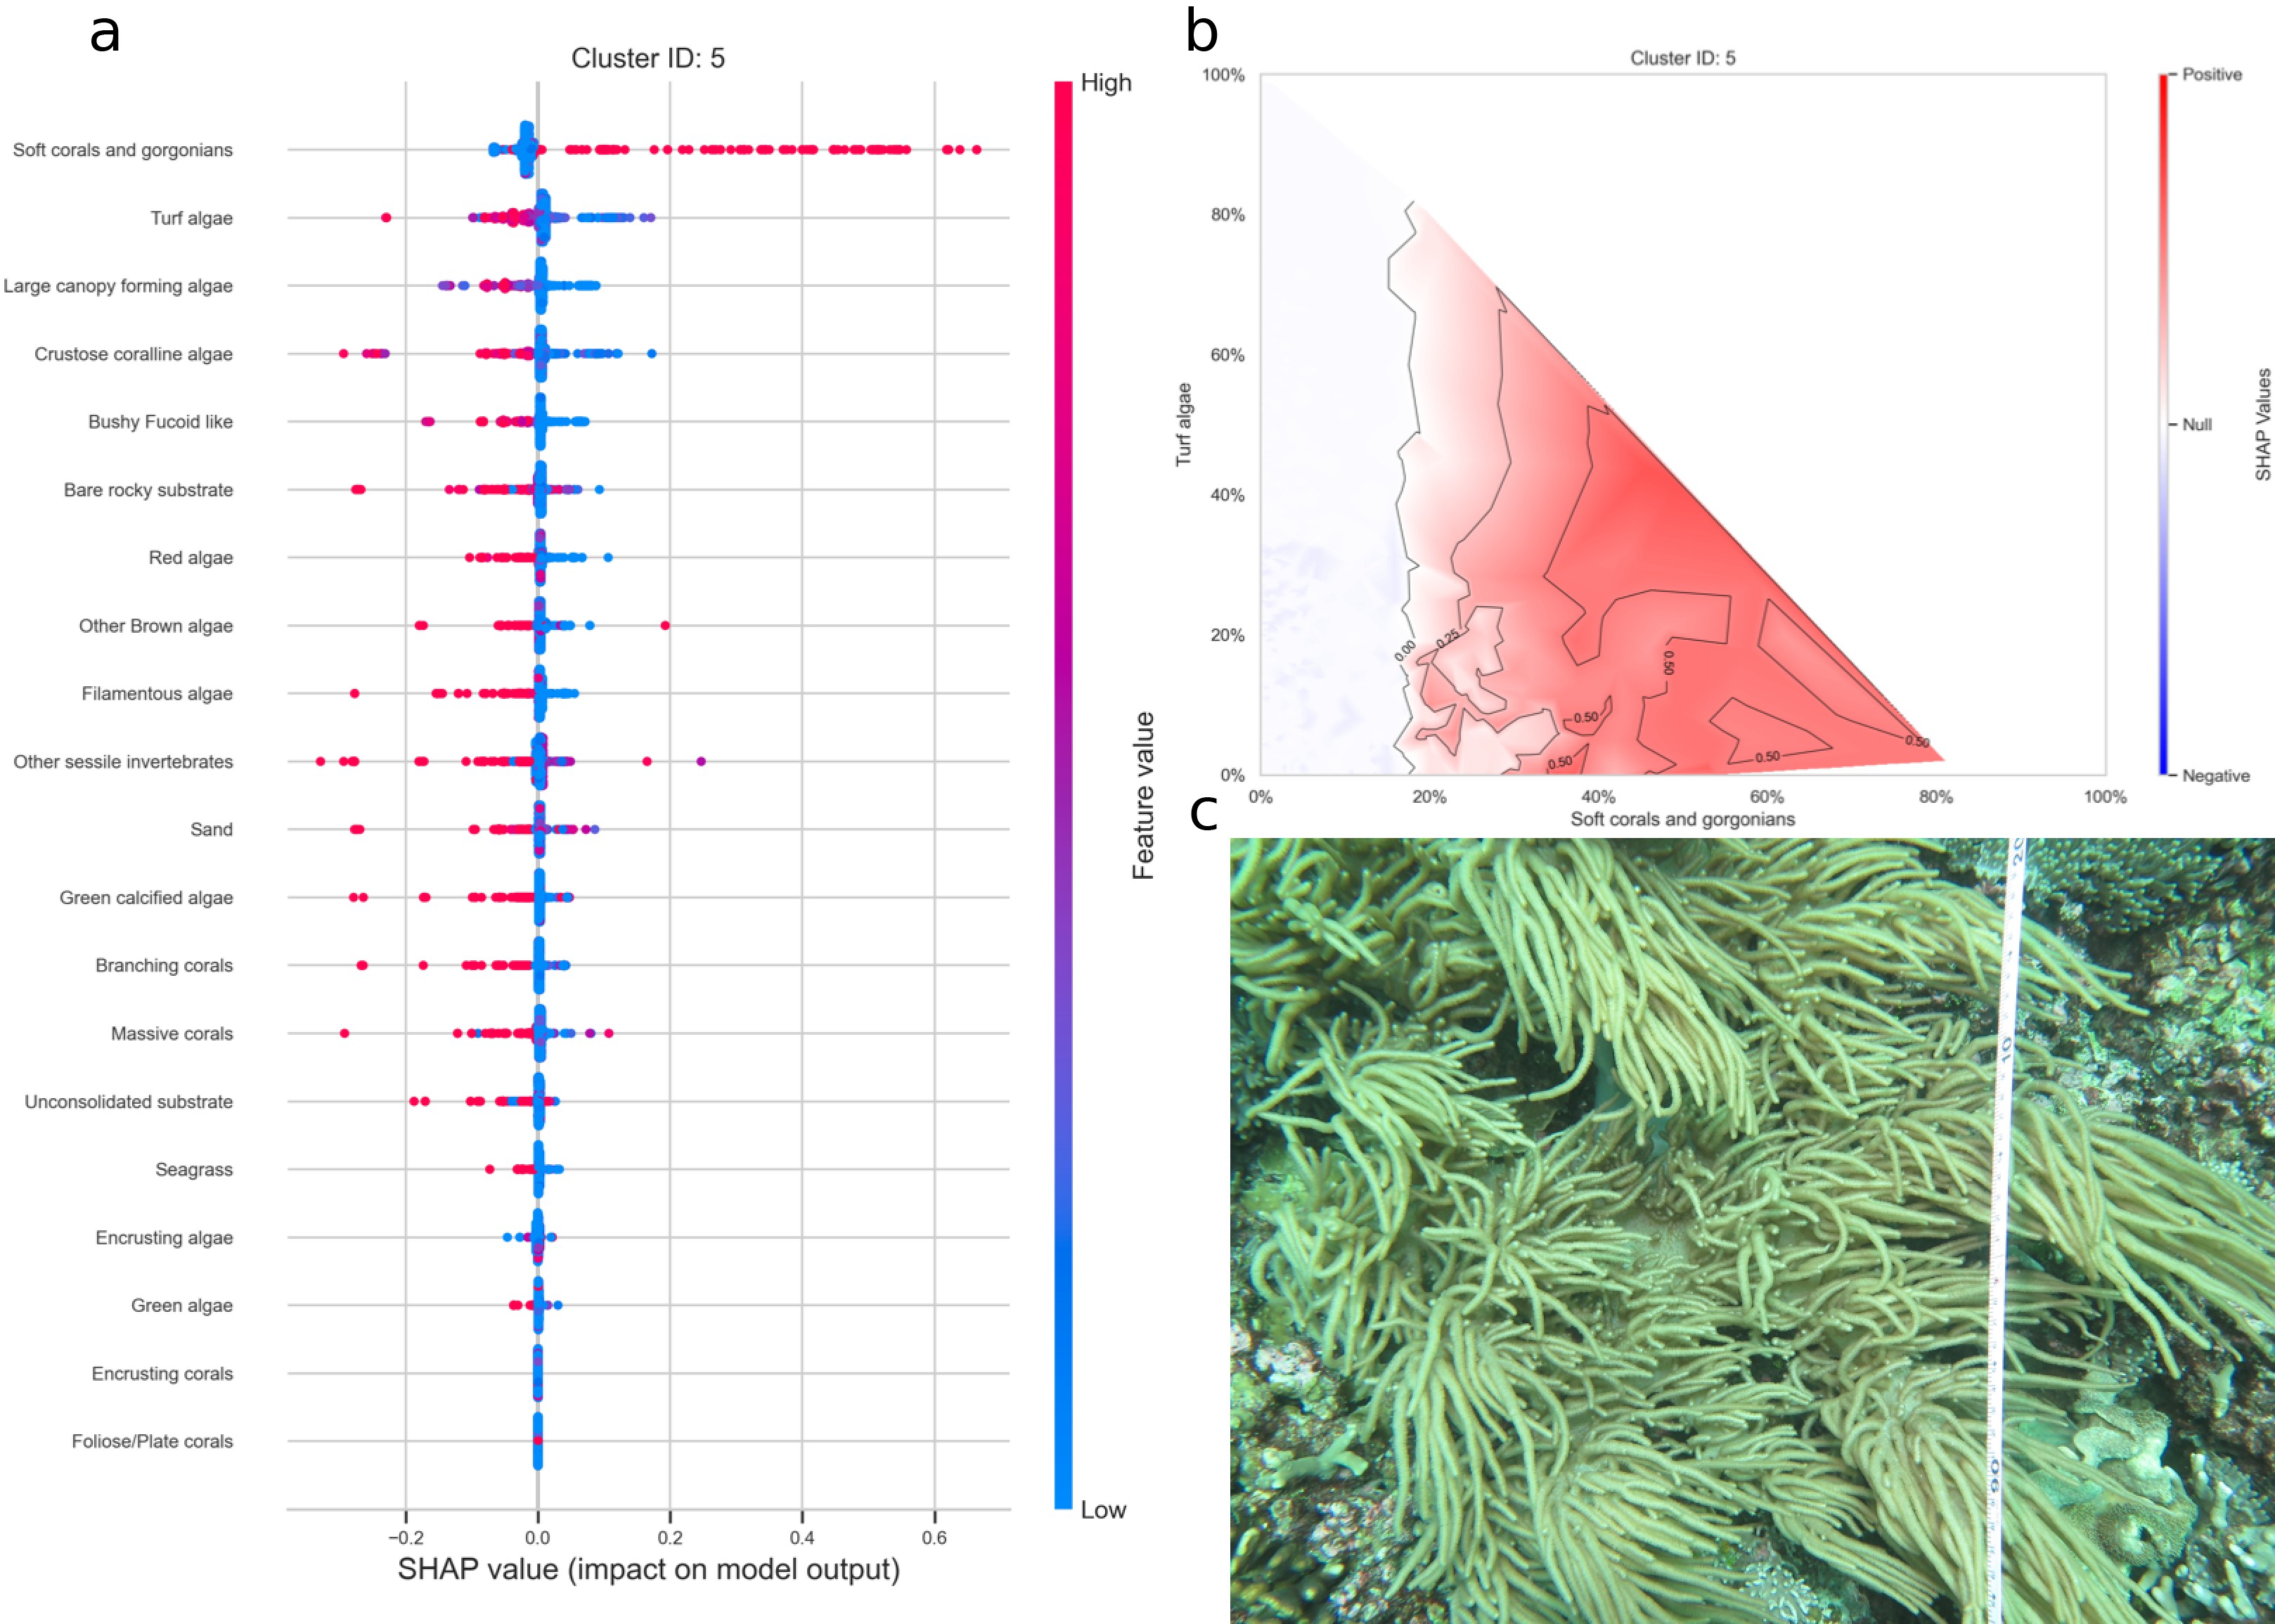 a
Cluster ID: 5
High
Soft corals and gorgonians
Turf algae
Large canopy forming algae
Crustose coralline algae
Bushy Fucoid like
Bare rocky substrate
Red algae
Other Brown algae
Filamentous algae
Other sessile invertebrates
Sand
Green calcified algae
Branching corals
Massive corals
Unconsolidated substrate
Seagrass
Encrusting algae
Green algae
Encrusting corals
Foliose/Plate corals
Feature value
Low
−0.2 0.0 0.2 0.4 0.6
SHAP value (impact on model output)
b
Cluster ID: 5
100%
80%
60%
40%
20%
0%
Turf algae
0.00
0.25
0.50
0.50
0.50
0.50
0.50
0% 20% 40% 60% 80% 100%
Soft corals and gorgonians
Positive
Null
Negative
SHAP Values
c
20
10
90